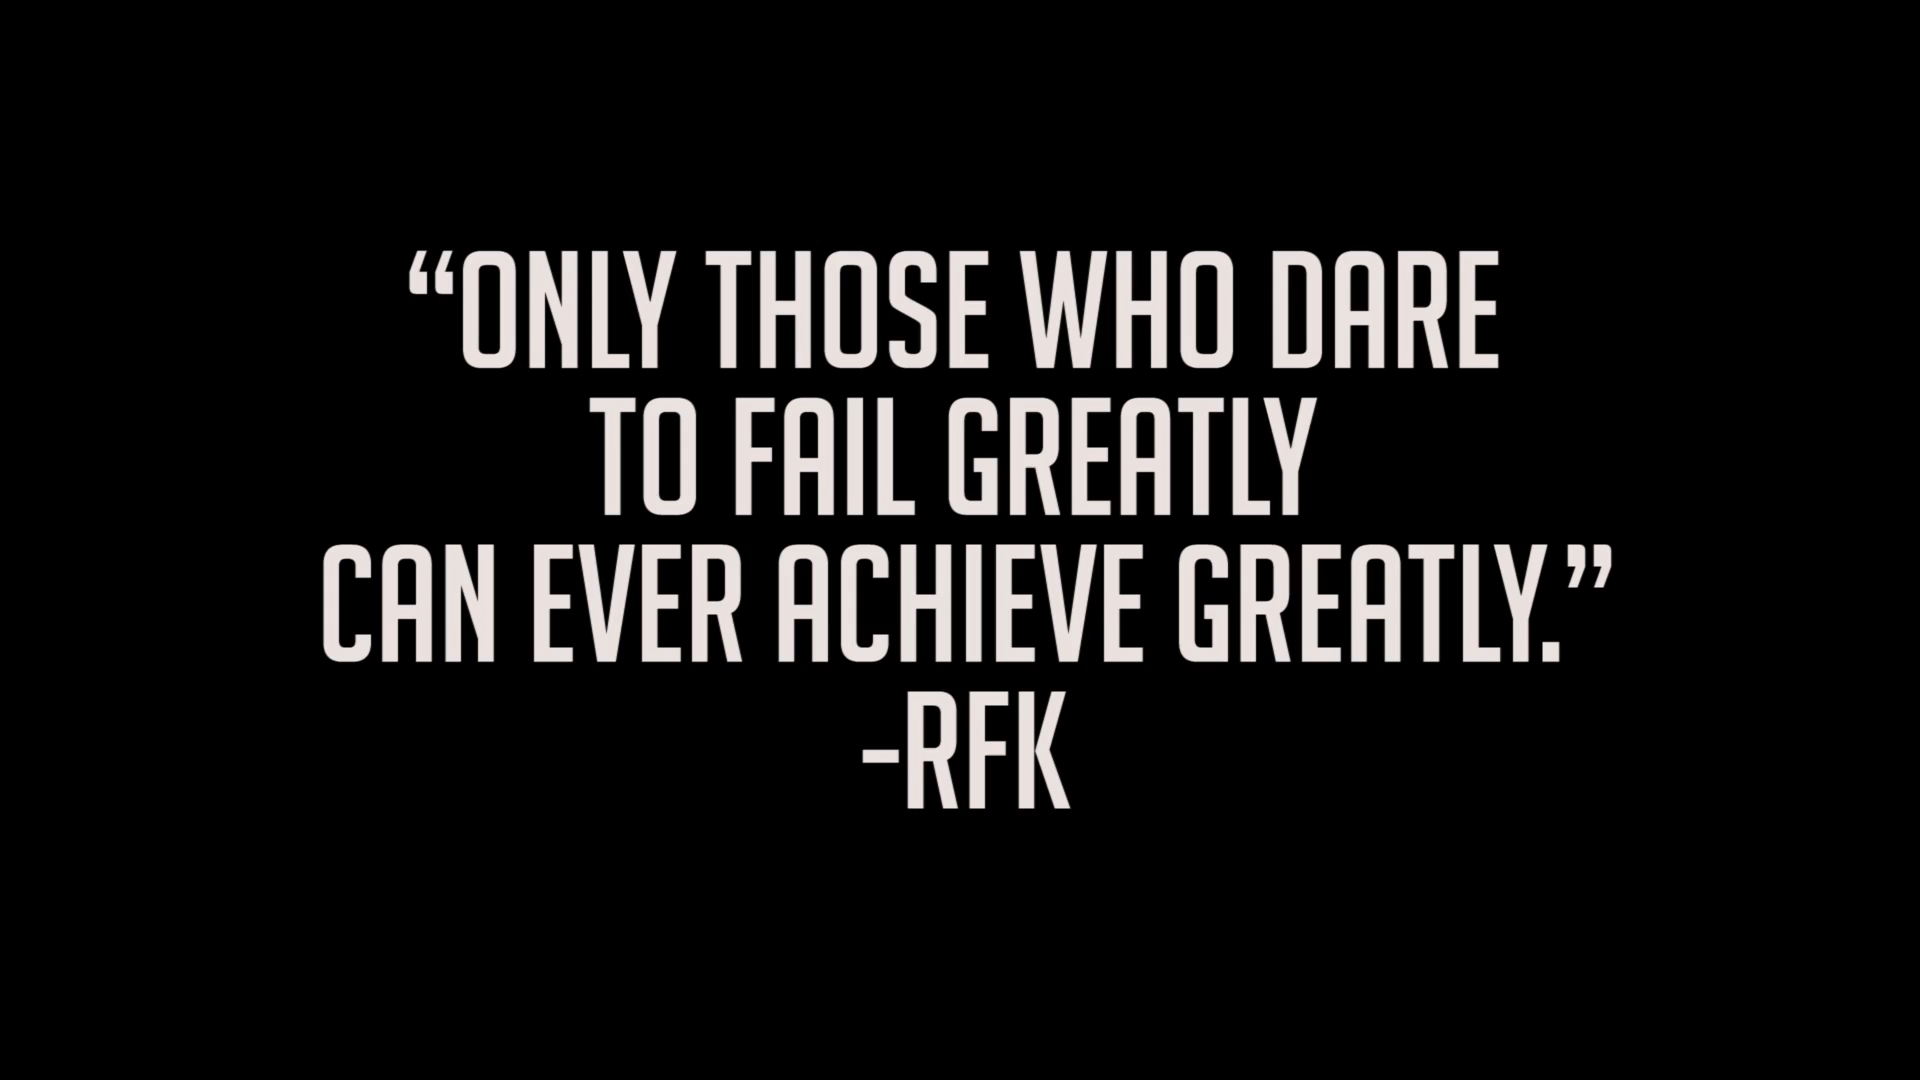 “ONLY THOSE WHO DARE
TO FAIL GREATLY
CAN EVER ACHIEVE GREATLY.”
-RFK